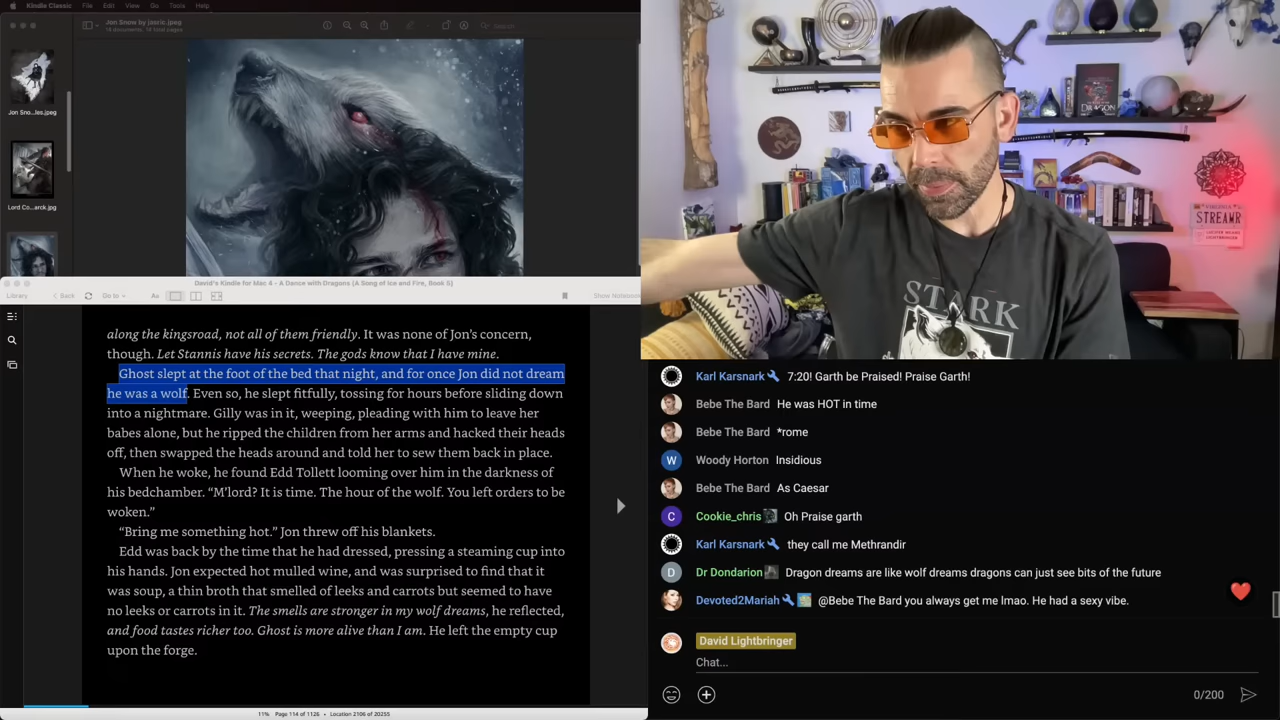 Kindle Classic File Edit View Go Tools Help
Jon Snow by jasric.jpeg
Jon Sno...les.jpeg
Lord Co...arck.jpg
David's Kindle for Mac 4 - A Dance with Dragons (A Song of Ice and Fire, Book 5)
Library Back Go to Aa Show Notebook
along the kingsroad, not all of them friendly. It was none of Jon’s concern,
though. Let Stannis have his secrets. The gods know that I have mine.
Ghost slept at the foot of the bed that night, and for once Jon did not dream
he was a wolf. Even so, he slept fitfully, tossing for hours before sliding down
into a nightmare. Gilly was in it, weeping, pleading with him to leave her
babes alone, but he ripped the children from her arms and hacked their heads
off, then swapped the heads around and told her to sew them back in place.
When he woke, he found Edd Tollett looming over him in the darkness of
his bedchamber. “M’lord? It is time. The hour of the wolf. You left orders to be
woken.”
“Bring me something hot.” Jon threw off his blankets.
Edd was back by the time that he had dressed, pressing a steaming cup into
his hands. Jon expected hot mulled wine, and was surprised to find that it
was soup, a thin broth that smelled of leeks and carrots but seemed to have
no leeks or carrots in it. The smells are stronger in my wolf dreams, he reflected,
and food tastes richer too. Ghost is more alive than I am. He left the empty cup
upon the forge.
11% Page 114 of 1126 • Location 2106 of 20255
DRAGON
STREAMR
STARK
Karl Karsnark 7:20! Garth be Praised! Praise Garth!
Bebe The Bard He was HOT in time
Bebe The Bard *rome
W Woody Horton Insidious
Bebe The Bard As Caesar
C Cookie_chris Oh Praise garth
Karl Karsnark they call me Methrandir
D Dr Dondarion Dragon dreams are like wolf dreams dragons can just see bits of the future
Devoted2Mariah @Bebe The Bard you always get me lmao. He had a sexy vibe.
David Lightbringer
Chat...
0/200